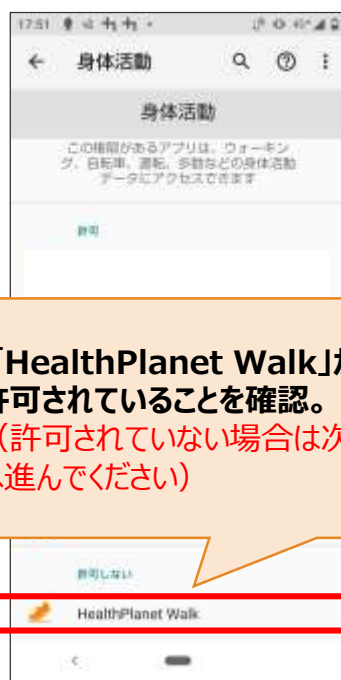 17:51
身体活動
身体活動
この権限があるアプリは、ウォーキン
グ、自転車、運転、歩数などの身体活動
データにアクセスできます
許可
「HealthPlanet Walk」が
許可されていることを確認。
（許可されていない場合は次
へ進んでください）
許可しない
HealthPlanet Walk